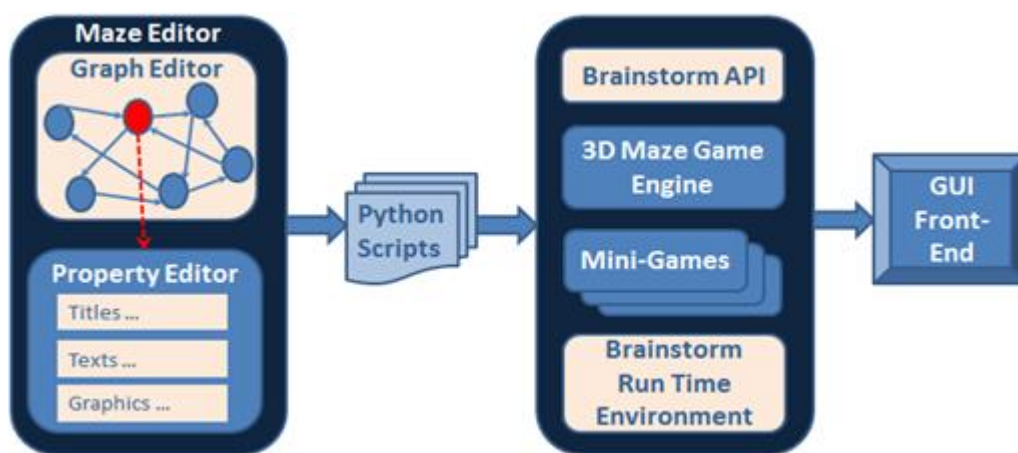 Maze Editor
Graph Editor
Property Editor
Titles ...
Texts ...
Graphics ...
Python
Scripts
Brainstorm API
3D Maze Game
Engine
Mini-Games
Brainstorm
Run Time
Environment
GUI
Front-
End